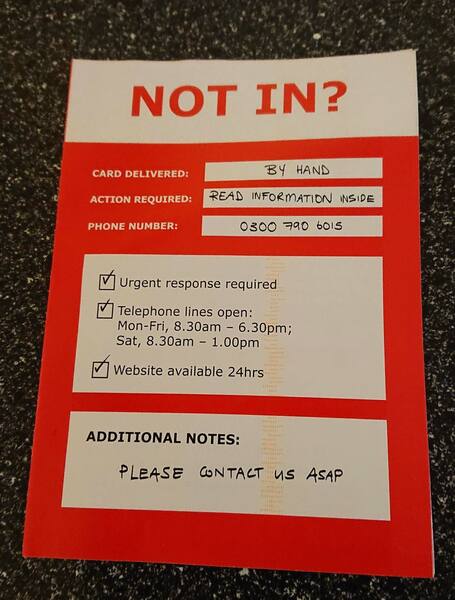 NOT IN?
CARD DELIVERED: BY HAND
ACTION REQUIRED: READ INFORMATION INSIDE
PHONE NUMBER: 0300 790 6015
Urgent response required
Telephone lines open:
Mon-Fri, 8.30am – 6.30pm;
Sat, 8.30am – 1.00pm
Website available 24hrs
ADDITIONAL NOTES:
PLEASE CONTACT US ASAP